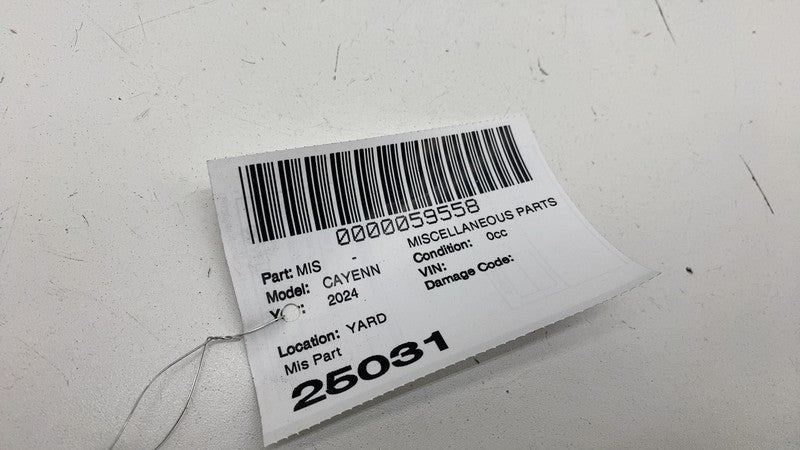 0000059558
Part: MIS - MISCELLANEOUS PARTS
Model: CAYENN Condition: 0cc
2024 VIN:
Damage Code:
Location: YARD
Mis Part
25031